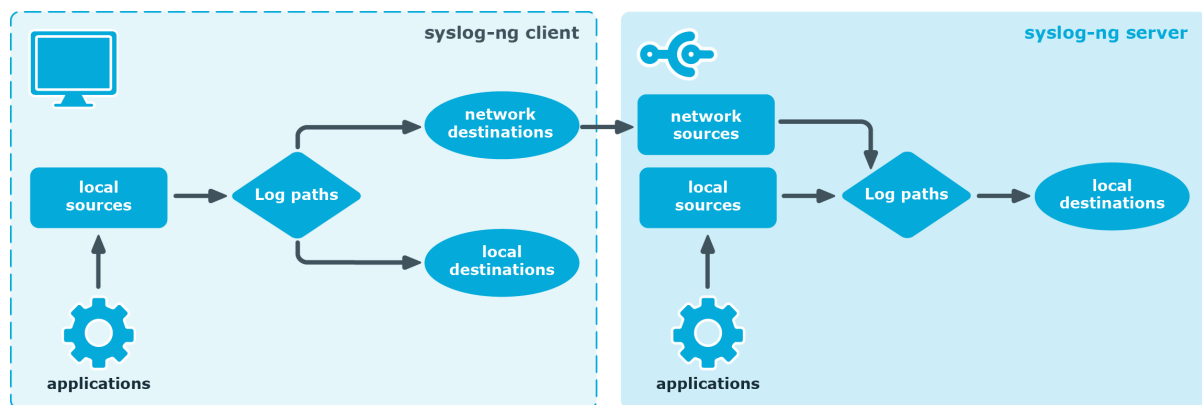 syslog-ng client
network
destinations
local
sources
Log paths
local
destinations
applications
syslog-ng server
network
sources
local
sources
Log paths
local
destinations
applications